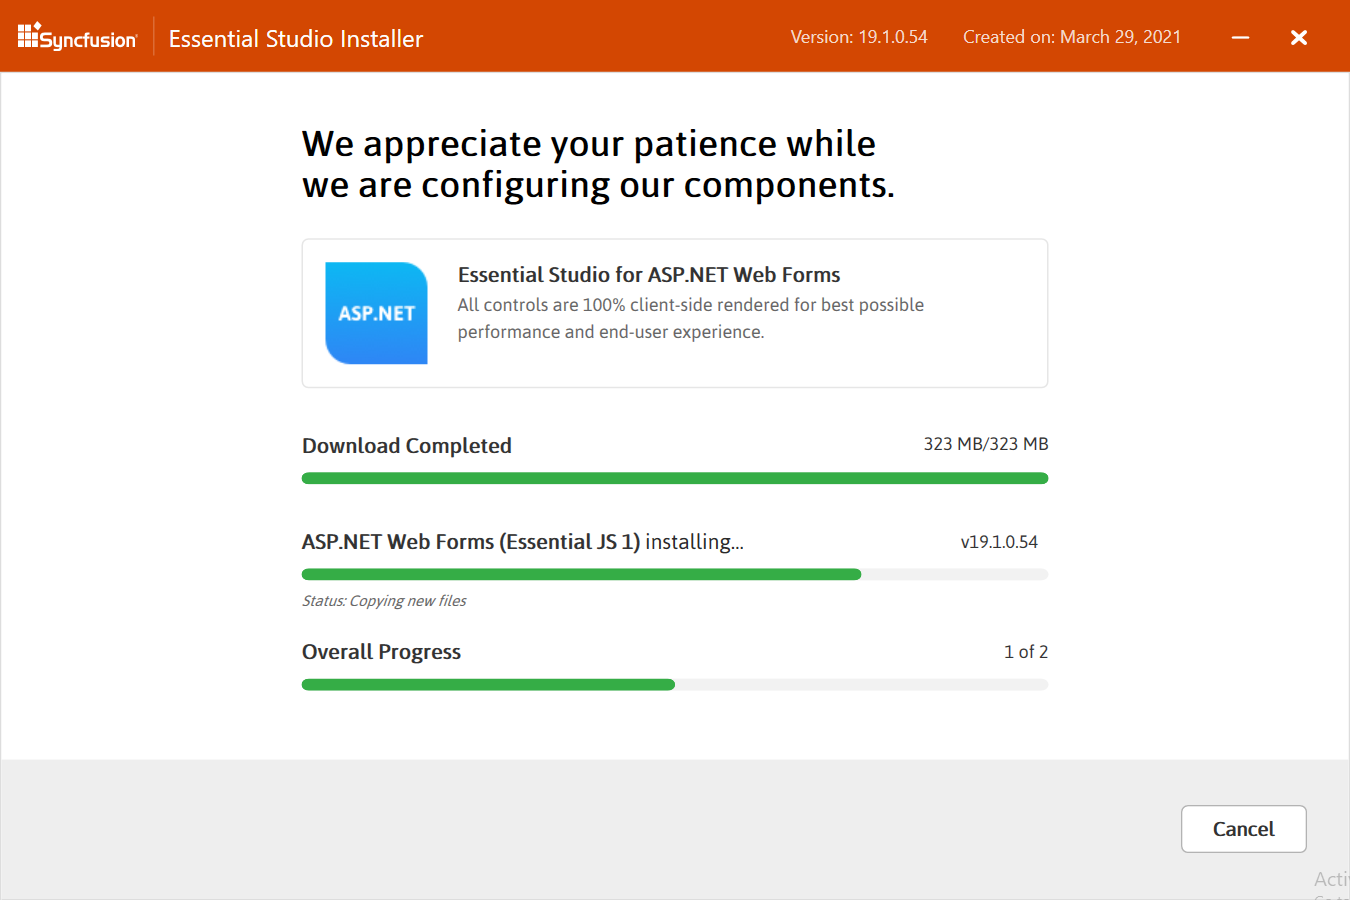 Syncfusion
Essential Studio Installer
Version: 19.1.0.54
Created on: March 29, 2021
We appreciate your patience while
we are configuring our components.
ASP.NET
Essential Studio for ASP.NET Web Forms
All controls are 100% client-side rendered for best possible
performance and end-user experience.
Download Completed
323 MB/323 MB
ASP.NET Web Forms (Essential JS 1) installing...
v19.1.0.54
Status: Copying new files
Overall Progress
1 of 2
Cancel